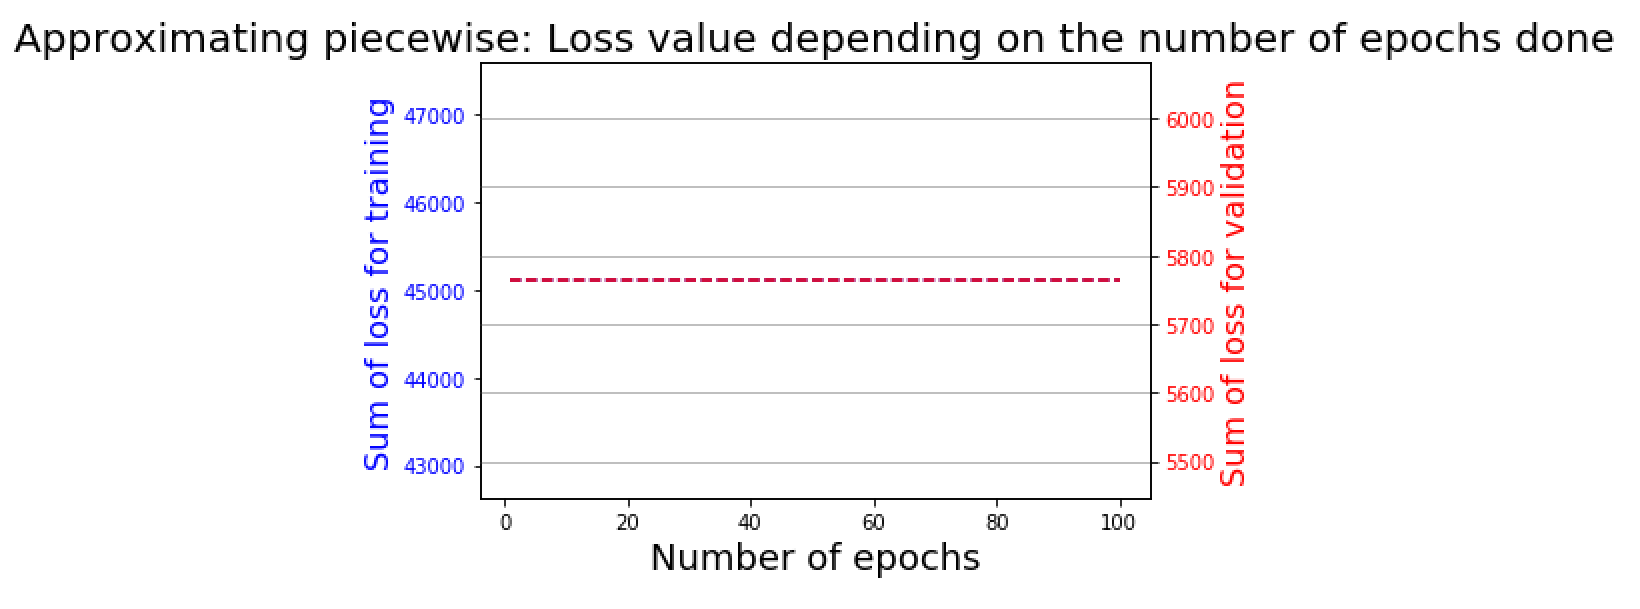 Approximating piecewise: Loss value depending on the number of epochs done
Sum of loss for training
47000
46000
45000
44000
43000
6000
5900
5800
5700
5600
5500
Sum of loss for validation
0 20 40 60 80 100
Number of epochs